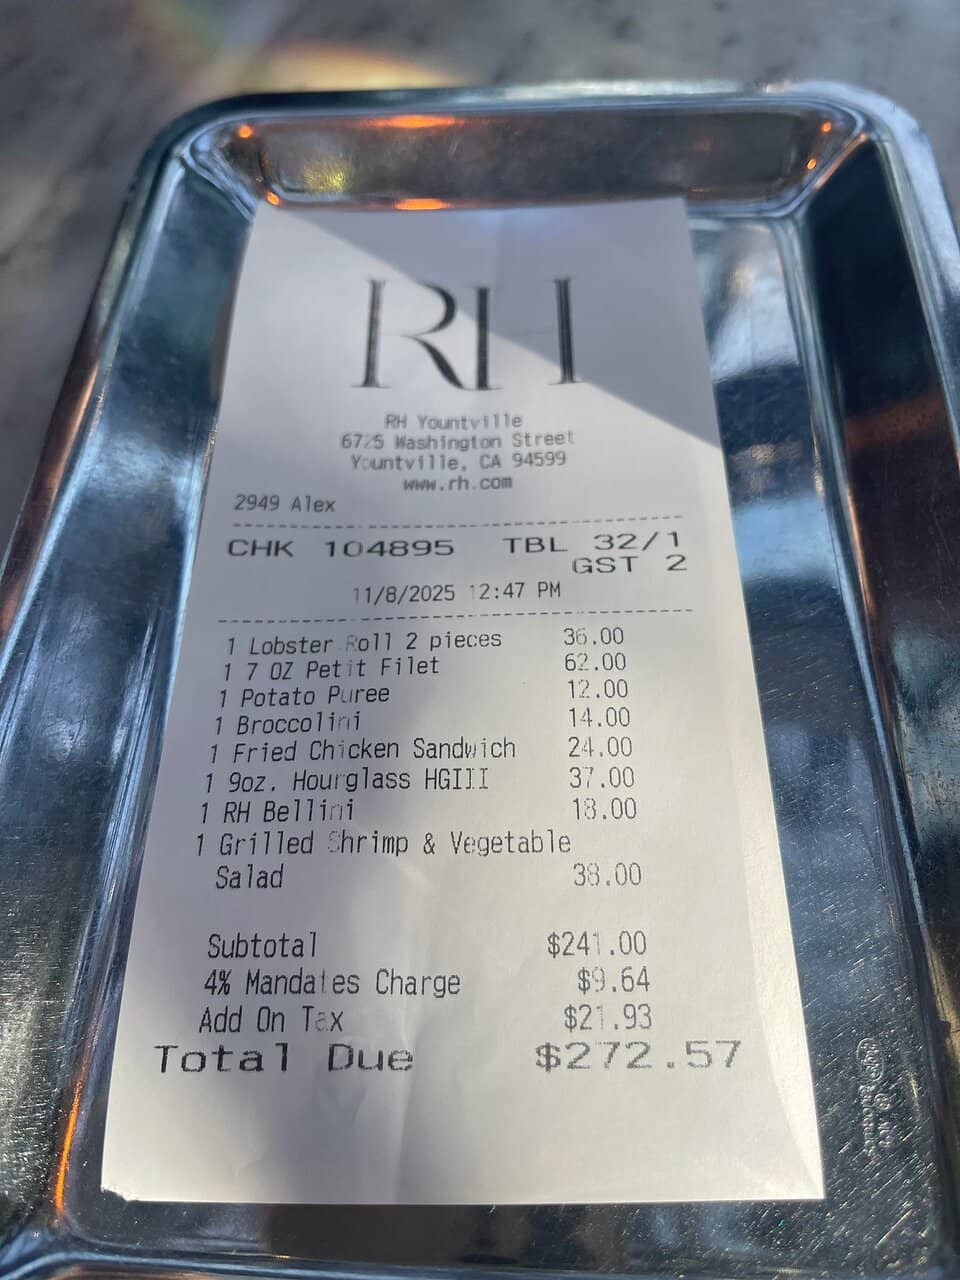 RH
RH Yountville
6725 Washington Street
Yountville, CA 94599
www.rh.com
2949 Alex
CHK 104895 TBL 32/1
GST 2
11/8/2025 12:47 PM
1 Lobster Roll 2 pieces 36.00
1 7 OZ Petit Filet 62.00
1 Potato Puree 12.00
1 Broccolini 14.00
1 Fried Chicken Sandwich 24.00
1 9oz. Hourglass HGIII 37.00
1 RH Bellini 18.00
1 Grilled Shrimp & Vegetable
Salad 38.00
Subtotal $241.00
4% Mandates Charge $9.64
Add On Tax $21.93
Total Due $272.57